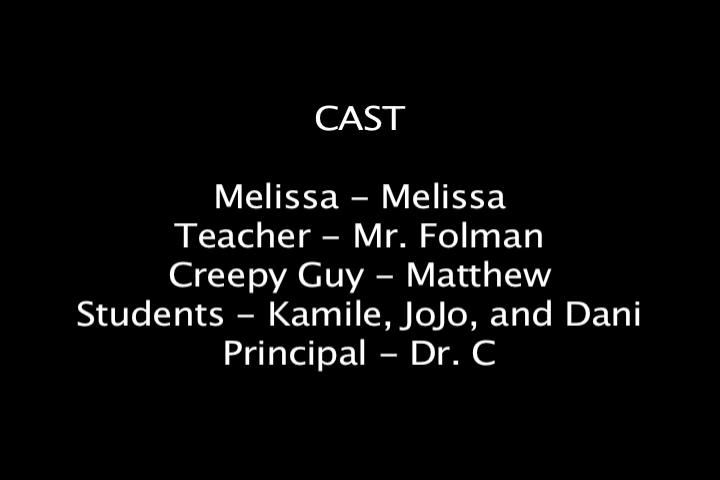 CAST
Melissa – Melissa
Teacher – Mr. Folman
Creepy Guy – Matthew
Students – Kamile, JoJo, and Dani
Principal – Dr. C